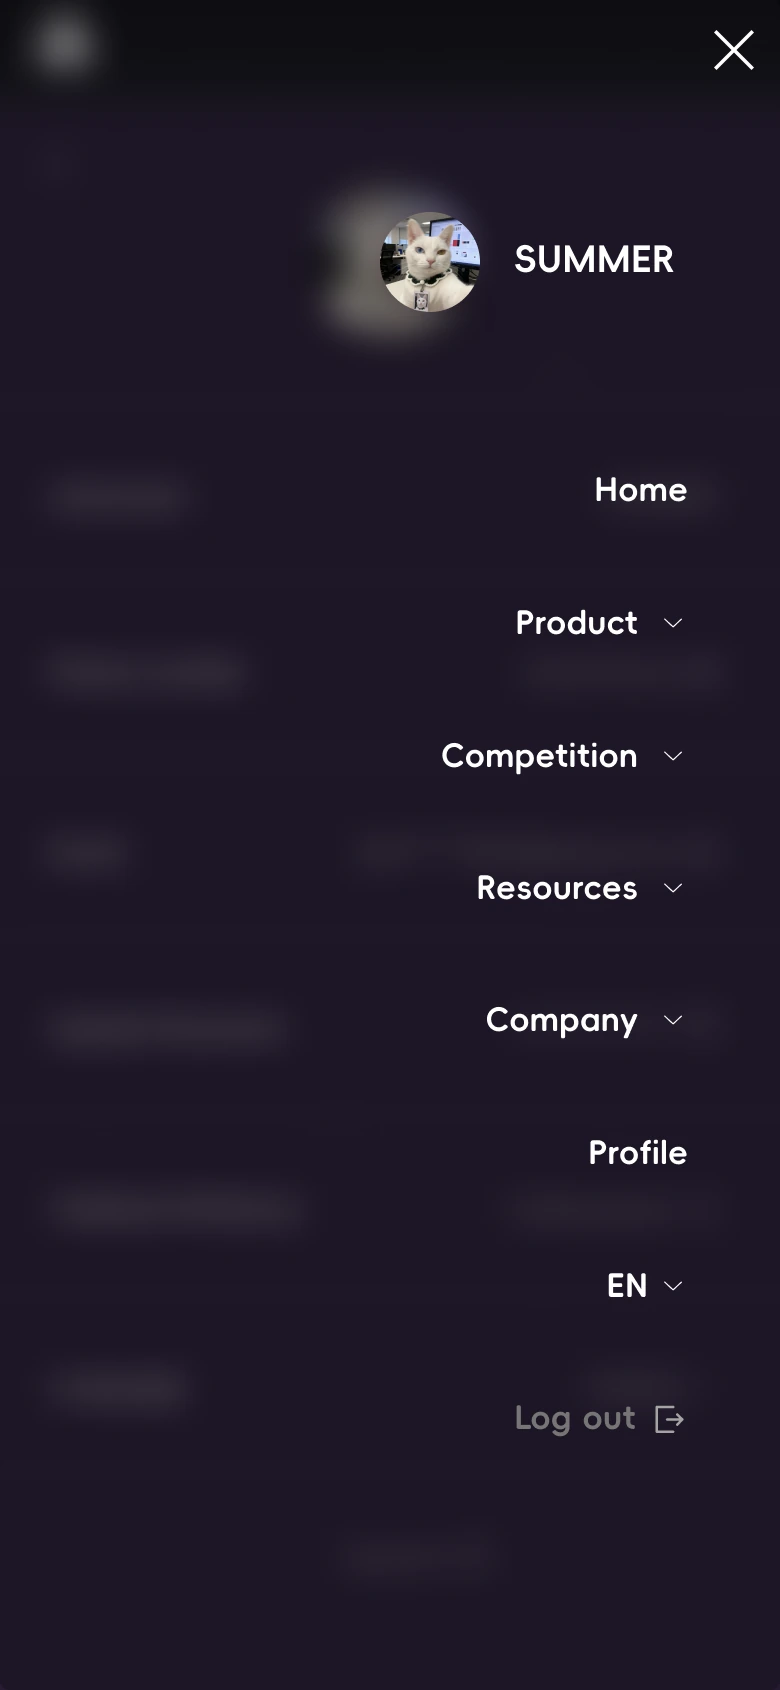 SUMMER
Home
Product
Competition
Resources
Company
Profile
EN
Log out